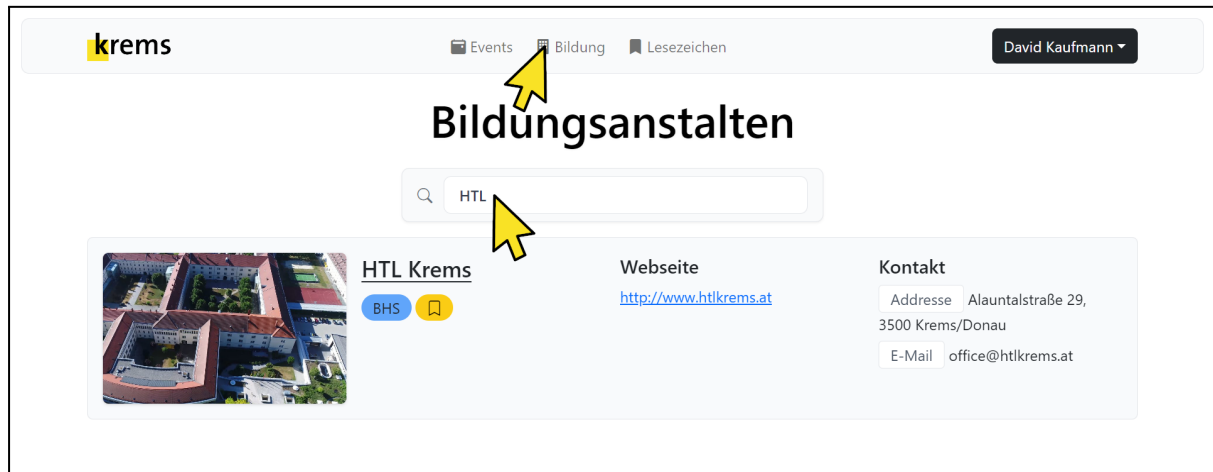 krems
Events Bildung Lesezeichen
David Kaufmann
Bildungsanstalten
HTL
HTL Krems
BHS
Webseite
http://www.htlkrems.at
Kontakt
Addresse Alauntalstraße 29,
3500 Krems/Donau
E-Mail office@htlkrems.at